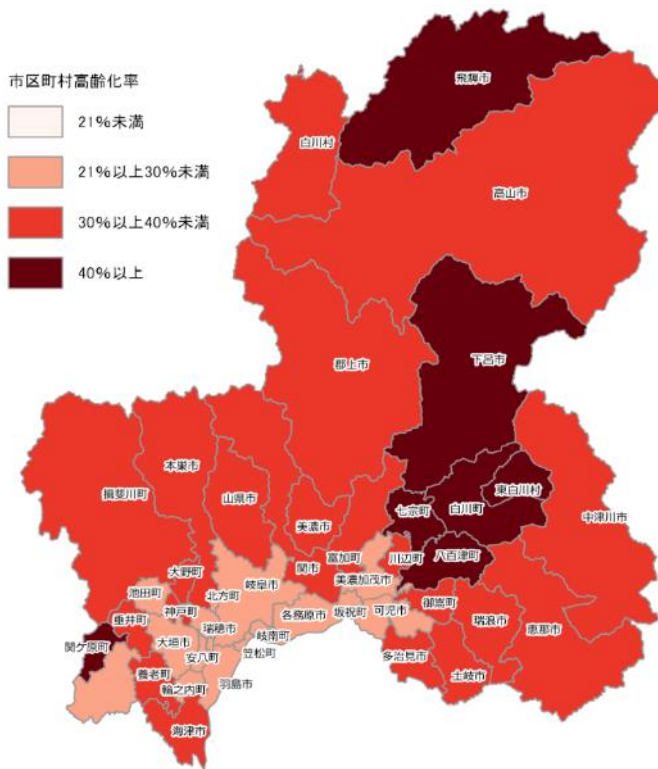 市区町村高齢化率
21%未満
21%以上30%未満
30%以上40%未満
40%以上
飛騨市
白川村
高山市
下呂市
郡上市
本巣市
揖斐川町
山県市
美濃市
七宗町
白川町
東白川村
中津川市
八百津町
川辺町
富加町
関市
美濃加茂市
大野町
岐阜市
池田町
北方町
神戸町
各務原市
坂祝町
可児市
御嵩町
瑞浪市
恵那市
垂井町
瑞穂市
岐南町
関ケ原町
大垣市
安八町
笠松町
多治見市
土岐市
養老町
輪之内町
羽島市
海津市